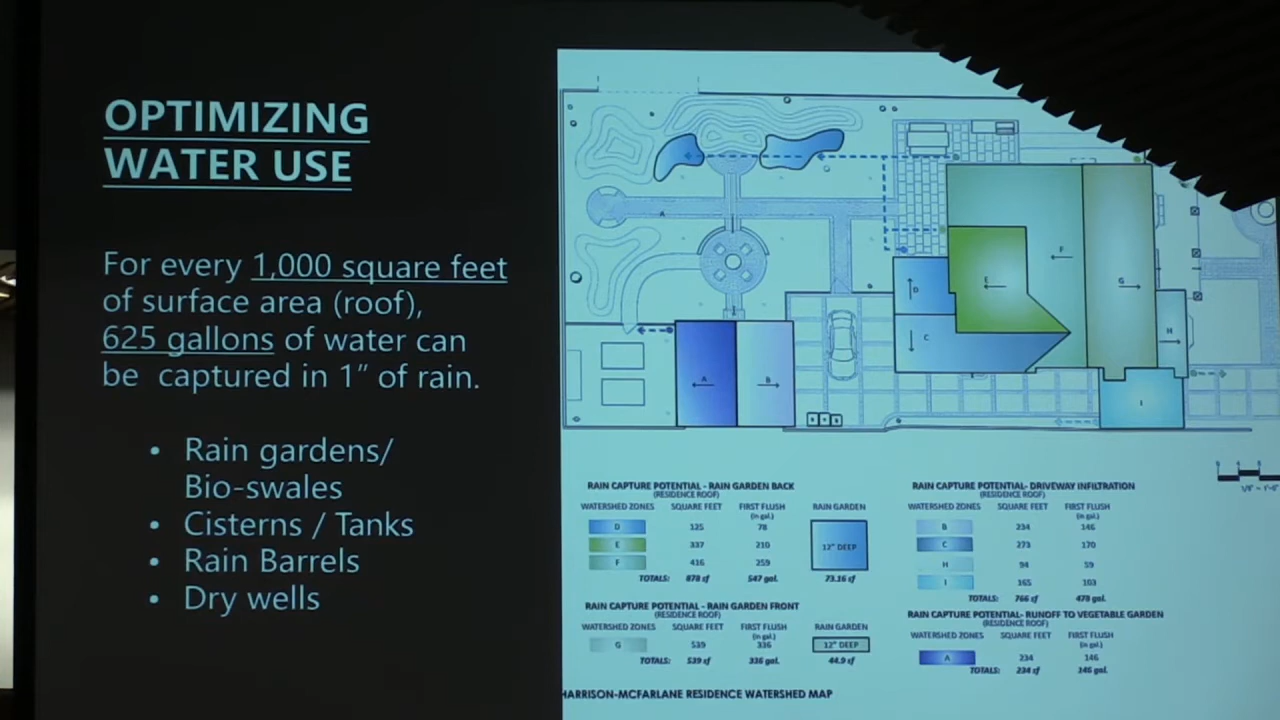 OPTIMIZING
WATER USE
For every 1,000 square feet
of surface area (roof),
625 gallons of water can
be captured in 1" of rain.
• Rain gardens/
Bio-swales
• Cisterns / Tanks
• Rain Barrels
• Dry wells
A
D
E
F
G
C
H
A
B
I
RAIN CAPTURE POTENTIAL - RAIN GARDEN BACK
(RESIDENCE ROOF)
WATERSHED ZONES SQUARE FEET FIRST FLUSH RAIN GARDEN
(in gal.)
D 125 78
E 337 210 12" DEEP
F 416 259
TOTALS: 878 sf 547 gal. 73.16 cf
RAIN CAPTURE POTENTIAL - RAIN GARDEN FRONT
(RESIDENCE ROOF)
WATERSHED ZONES SQUARE FEET FIRST FLUSH RAIN GARDEN
(in gal.)
G 539 336 12" DEEP
TOTALS: 539 sf 336 gal. 44.9 cf
RAIN CAPTURE POTENTIAL- DRIVEWAY INFILTRATION
(RESIDENCE ROOF)
WATERSHED ZONES SQUARE FEET FIRST FLUSH
(in gal.)
B 234 146
C 273 170
H 94 59
I 165 103
TOTALS: 766 sf 478 gal.
RAIN CAPTURE POTENTIAL- RUNOFF TO VEGETABLE GARDEN
(RESIDENCE ROOF)
WATERSHED ZONES SQUARE FEET FIRST FLUSH
(in gal.)
A 234 146
TOTALS: 234 sf 146 gal.
HARRISON-MCFARLANE RESIDENCE WATERSHED MAP